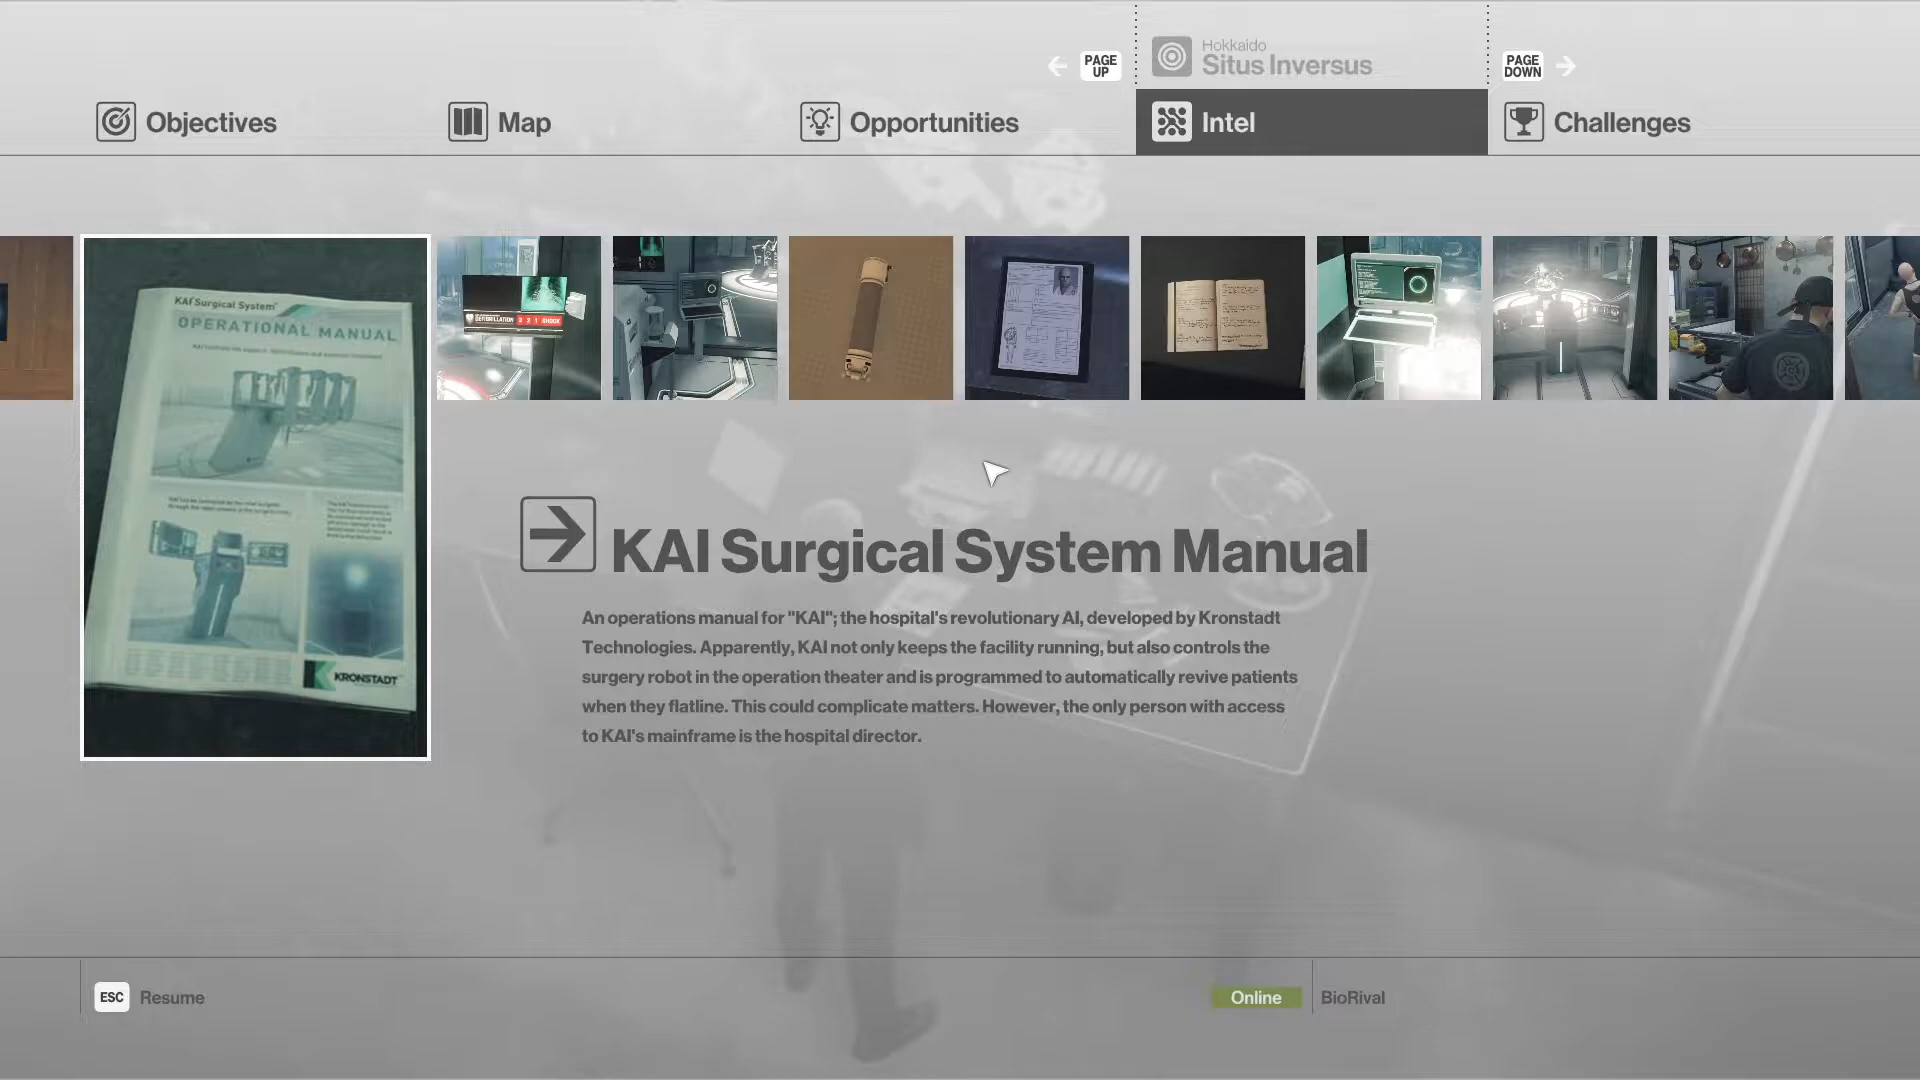 Hokkaido
Situs Inversus
PAGE
UP
PAGE
DOWN
Objectives
Map
Opportunities
Intel
Challenges
KAI Surgical System
OPERATIONAL MANUAL
KRONSTADT
DEFIBRILLATION 3 2 1 SHOCK
KAI Surgical System Manual
An operations manual for "KAI"; the hospital's revolutionary AI, developed by Kronstadt
Technologies. Apparently, KAI not only keeps the facility running, but also controls the
surgery robot in the operation theater and is programmed to automatically revive patients
when they flatline. This could complicate matters. However, the only person with access
to KAI's mainframe is the hospital director.
ESC
Resume
Online
BioRival